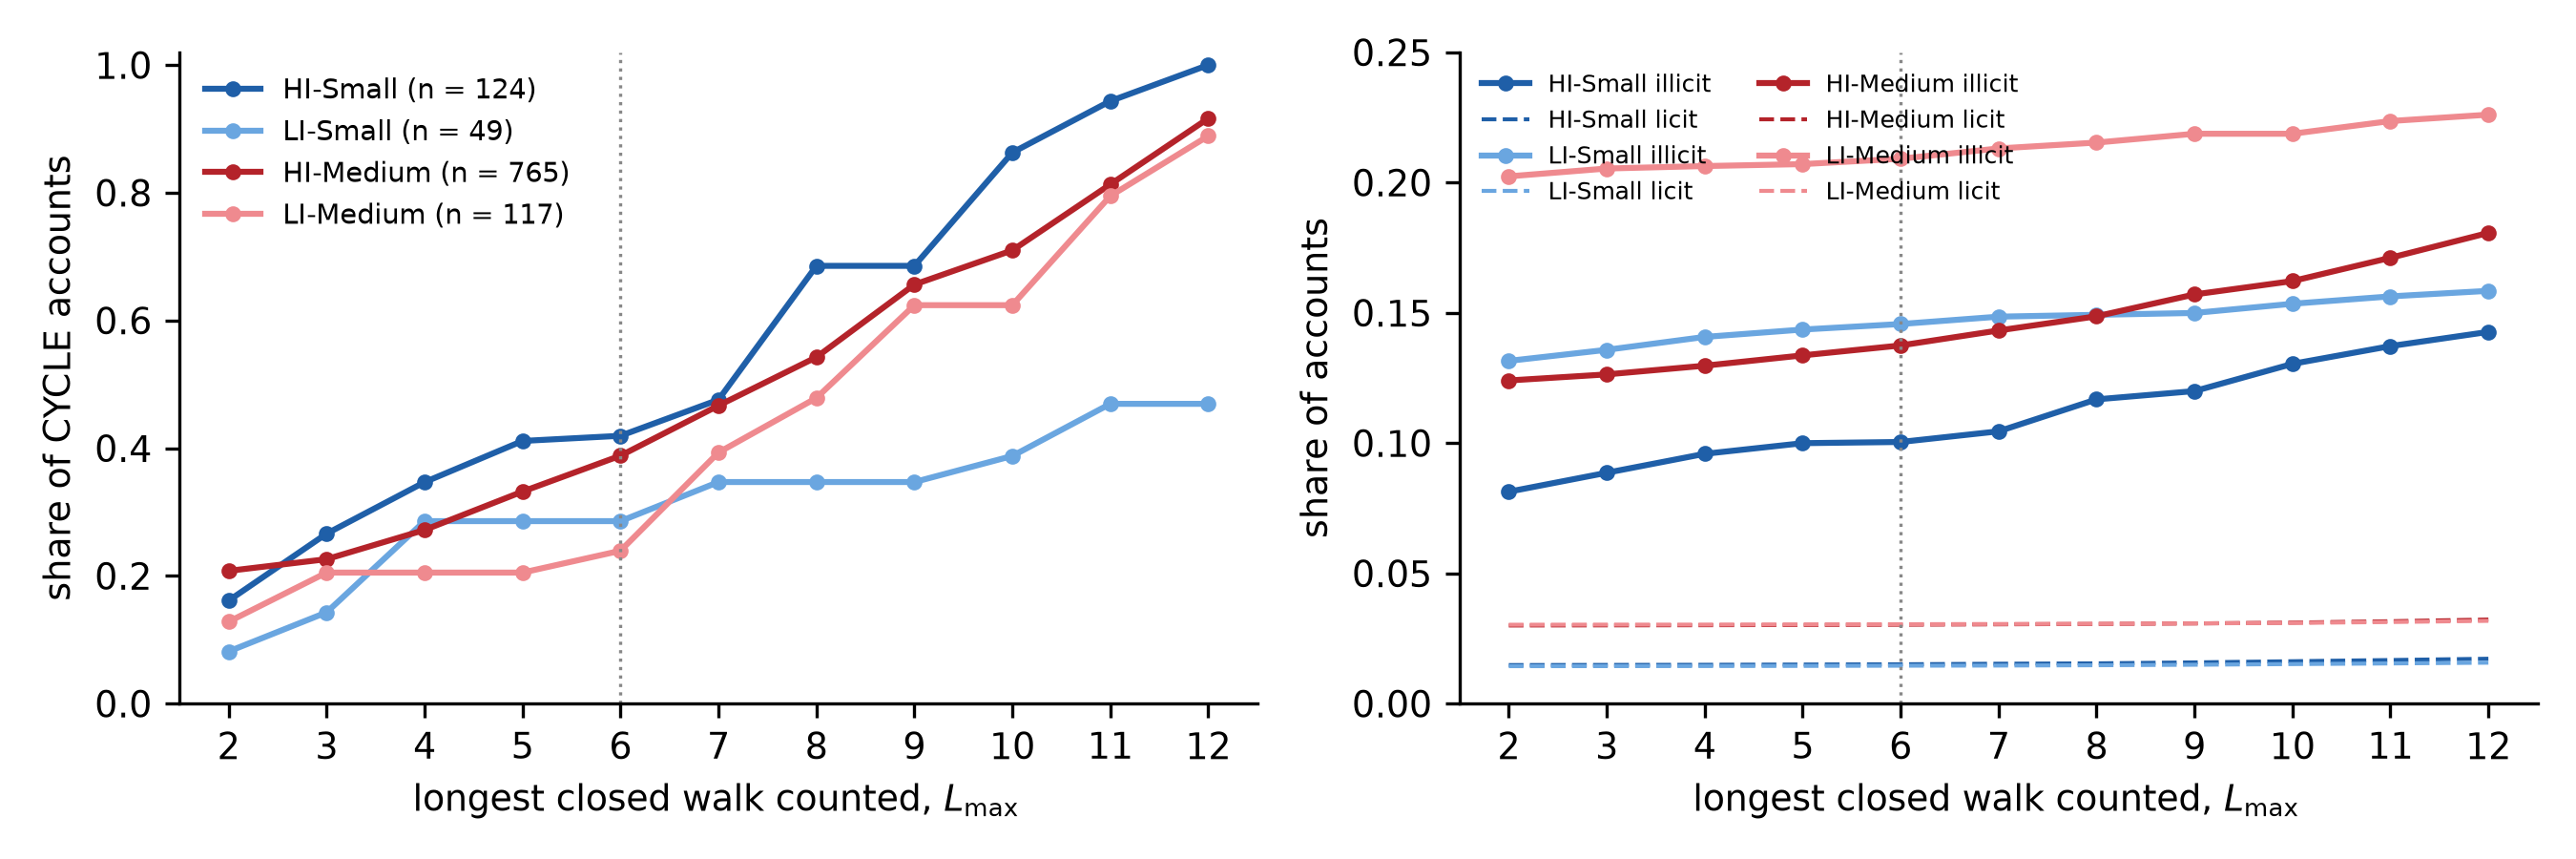 share of CYCLE accounts
1.0
0.8
0.6
0.4
0.2
0.0
HI-Small (n = 124)
LI-Small (n = 49)
HI-Medium (n = 765)
LI-Medium (n = 117)
2 3 4 5 6 7 8 9 10 11 12
longest closed walk counted, Lmax
share of accounts
0.25
0.20
0.15
0.10
0.05
0.00
HI-Small illicit
HI-Small licit
LI-Small illicit
LI-Small licit
HI-Medium illicit
HI-Medium licit
LI-Medium illicit
LI-Medium licit
2 3 4 5 6 7 8 9 10 11 12
longest closed walk counted, Lmax